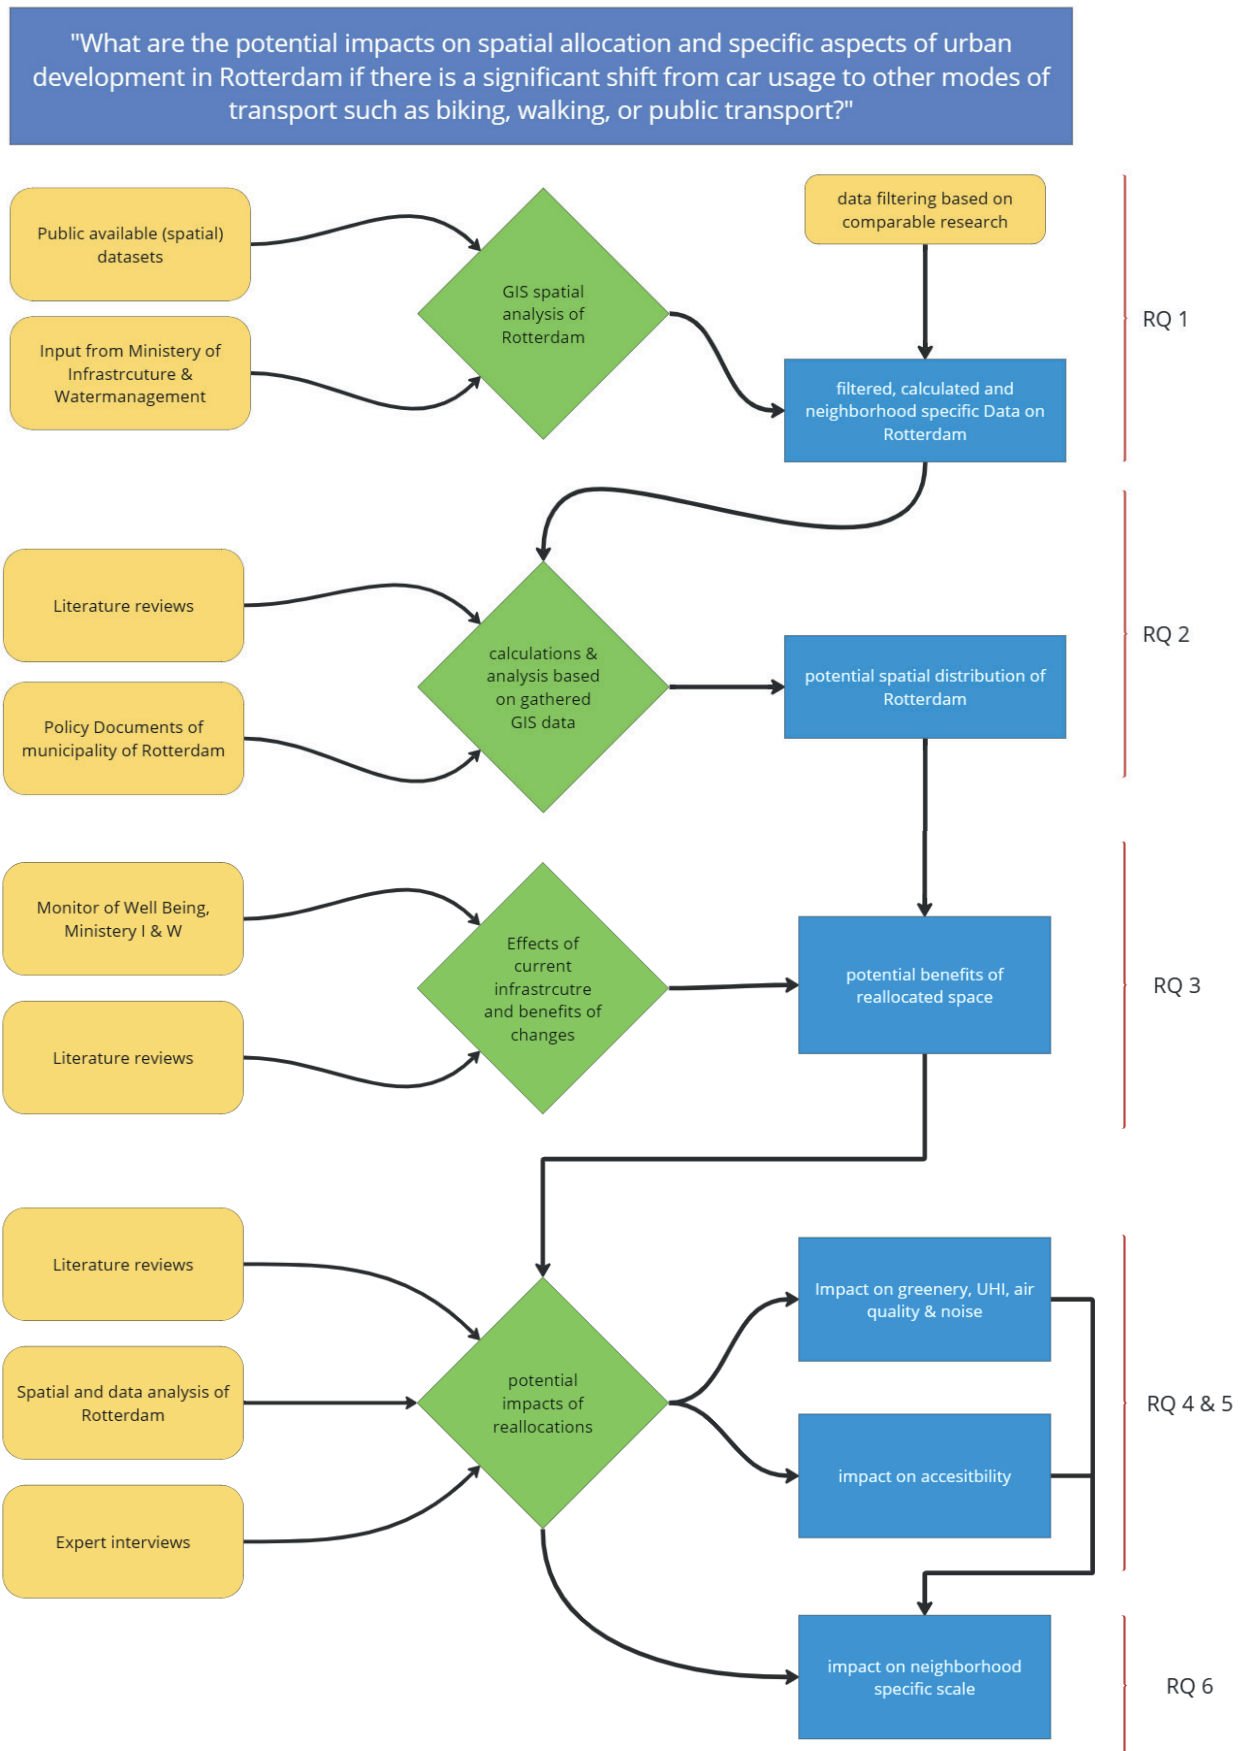 "What are the potential impacts on spatial allocation and specific aspects of urban
development in Rotterdam if there is a significant shift from car usage to other modes of
transport such as biking, walking, or public transport?"
Public available (spatial)
datasets
Input from Ministery of
Infrastrcuture &
Watermanagement
GIS spatial
analysis of
Rotterdam
data filtering based on
comparable research
filtered, calculated and
neighborhood specific Data on
Rotterdam
RQ 1
Literature reviews
Policy Documents of
municipality of Rotterdam
calculations &
analysis based
on gathered
GIS data
potential spatial distribution of
Rotterdam
RQ 2
Monitor of Well Being,
Ministery I & W
Literature reviews
Effects of
current
infrastrcutre
and benefits of
changes
potential benefits of
reallocated space
RQ 3
Literature reviews
Spatial and data analysis of
Rotterdam
Expert interviews
potential
impacts of
reallocations
Impact on greenery, UHI, air
quality & noise
impact on accesitbility
RQ 4 & 5
impact on neighborhood
specific scale
RQ 6